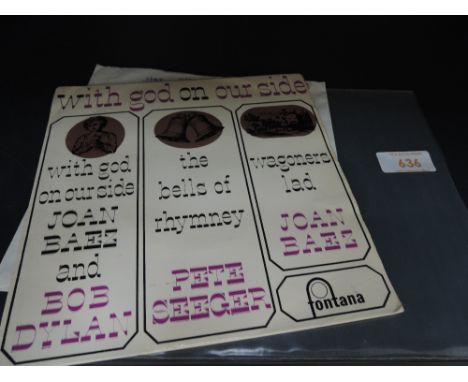 with god on our side
with god
on our side
JOAN
BAEZ
and
BOB
DYLAN
the
bells of
rhymney
PETE
SEEGER
wagoners
lad
JOAN
BAEZ
fontana
636